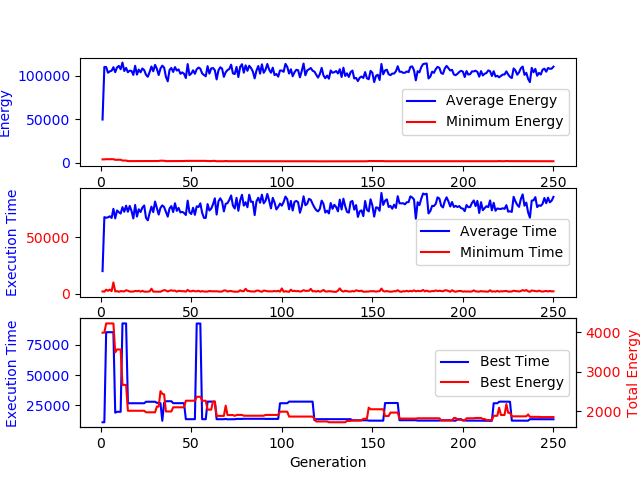 100000
50000
0
Energy
Average Energy
Minimum Energy
0 50 100 150 200 250
50000
0
Execution Time
Average Time
Minimum Time
0 50 100 150 200 250
75000
50000
25000
Execution Time
Best Time
Best Energy
4000
3000
2000
Total Energy
0 50 100 150 200 250
Generation